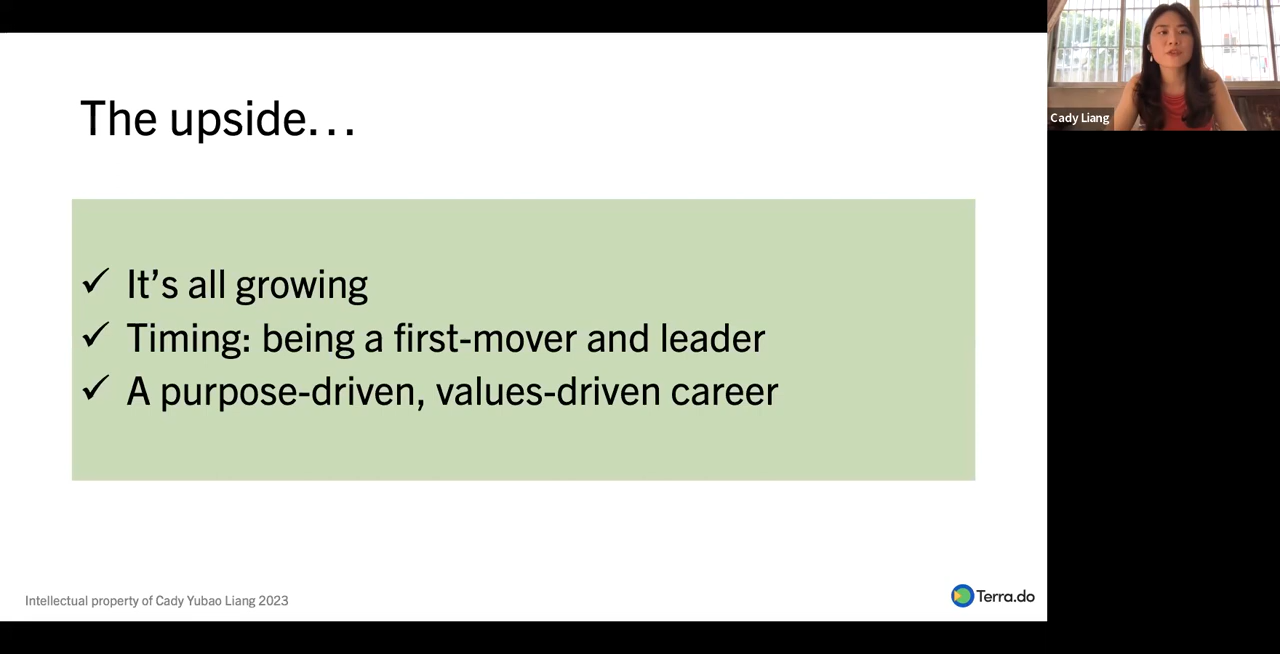 The upside…
✓ It’s all growing
✓ Timing: being a first-mover and leader
✓ A purpose-driven, values-driven career
Intellectual property of Cady Yubao Liang 2023
Terra.do
Cady Liang